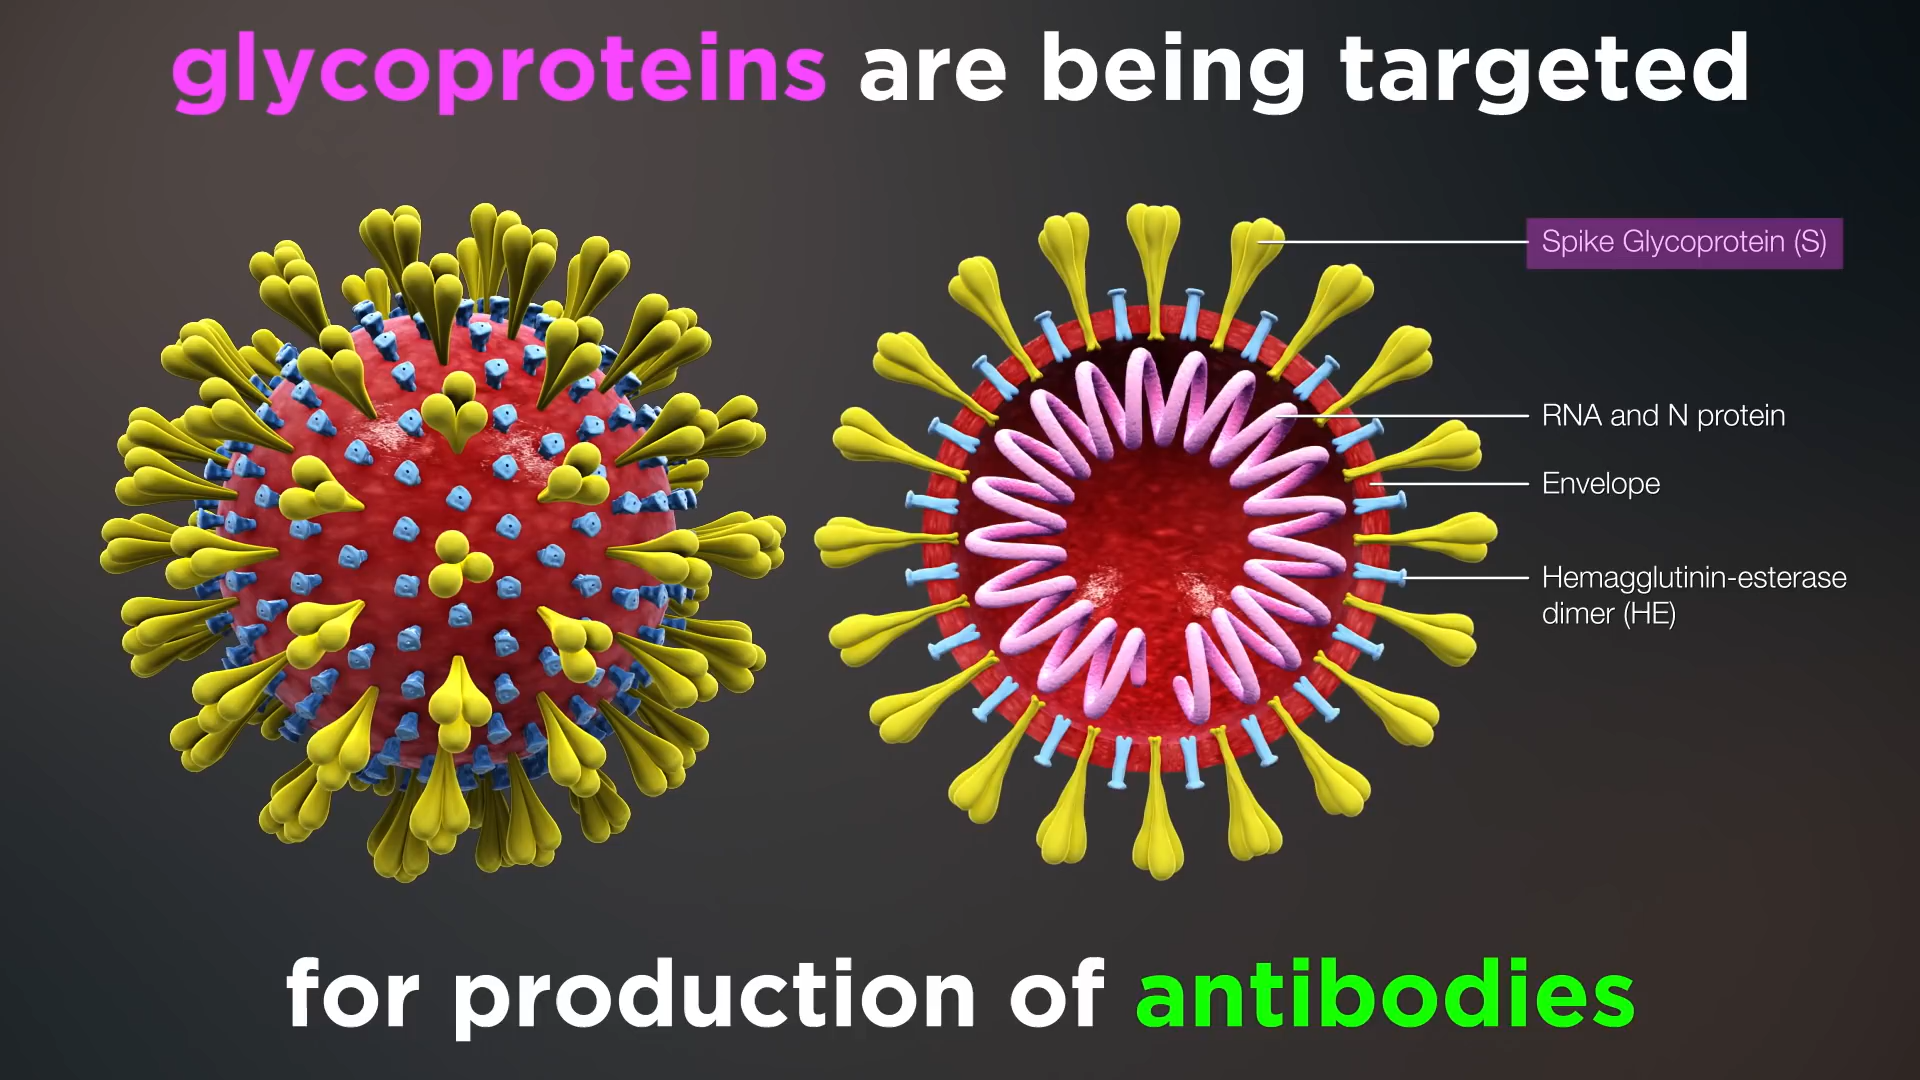 glycoproteins are being targeted
Spike Glycoprotein (S)
RNA and N protein
Envelope
Hemagglutinin-esterase
dimer (HE)
for production of antibodies